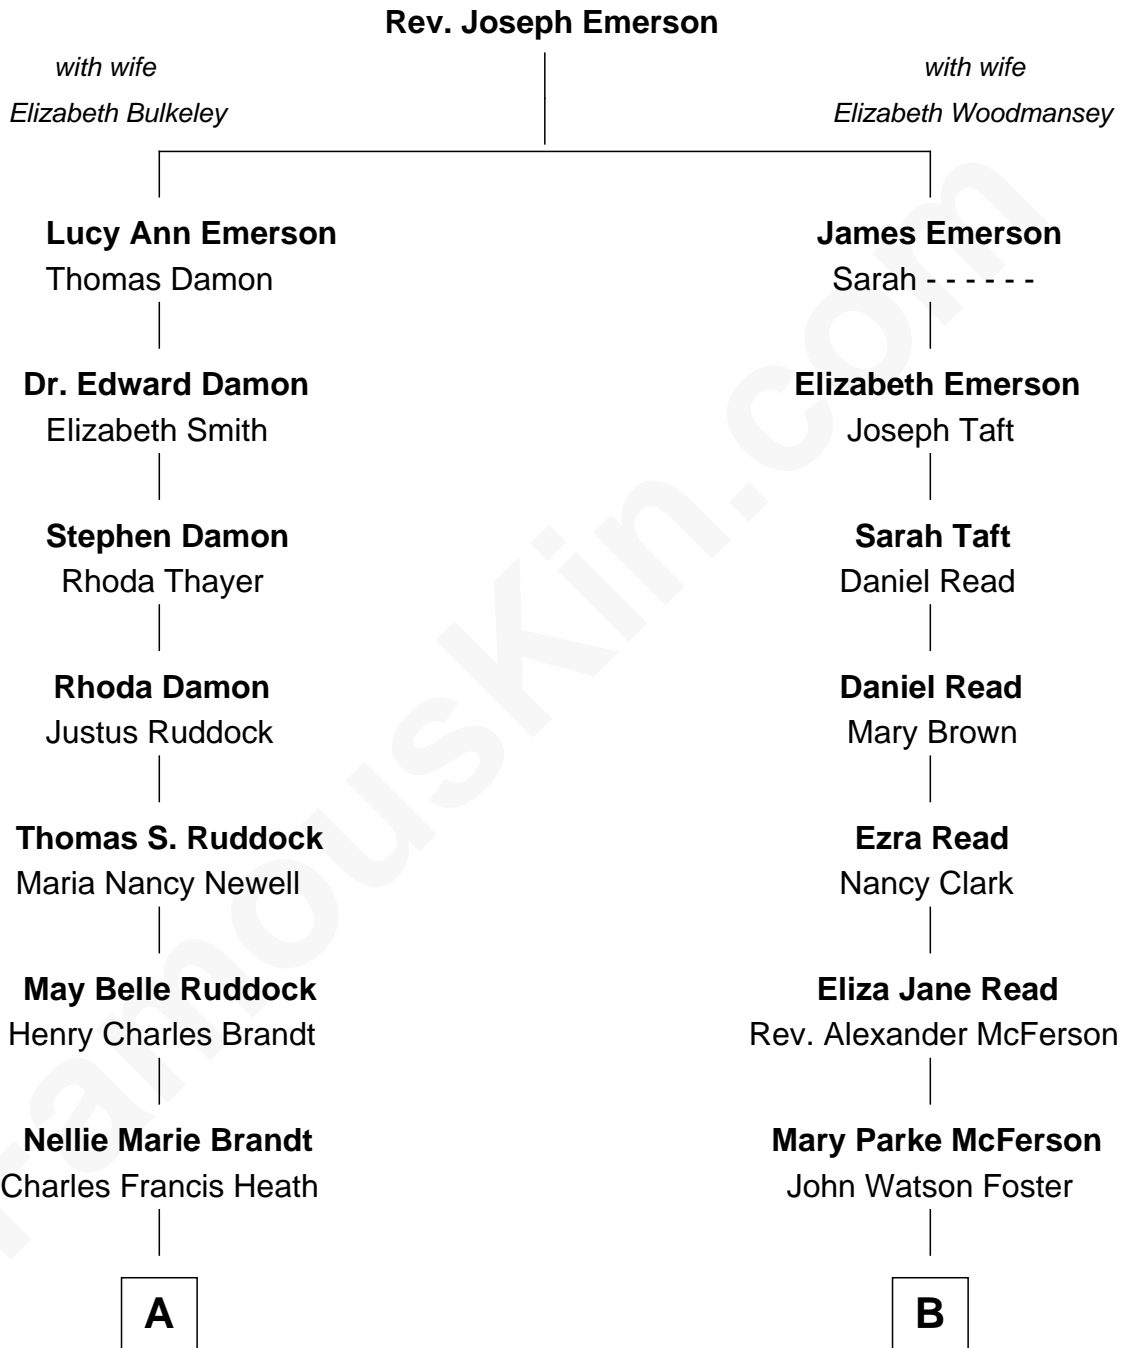 Rev. Joseph Emerson
with wife
Elizabeth Bulkeley
with wife
Elizabeth Woodmansey
Lucy Ann Emerson
Thomas Damon
James Emerson
Sarah - - - - - -
Dr. Edward Damon
Elizabeth Smith
Elizabeth Emerson
Joseph Taft
Stephen Damon
Rhoda Thayer
Sarah Taft
Daniel Read
Rhoda Damon
Justus Ruddock
Daniel Read
Mary Brown
Thomas S. Ruddock
Maria Nancy Newell
Ezra Read
Nancy Clark
May Belle Ruddock
Henry Charles Brandt
Eliza Jane Read
Rev. Alexander McFerson
Nellie Marie Brandt
Charles Francis Heath
Mary Parke McFerson
John Watson Foster
A
B
famouskin.com